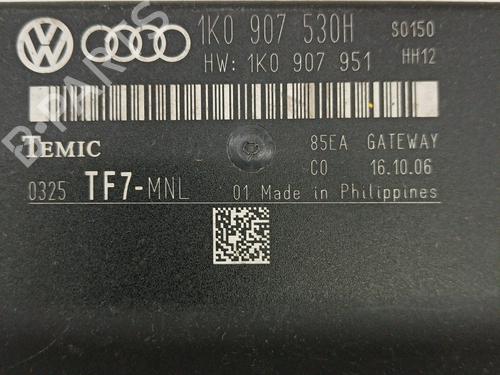 1K0 907 530H S0150
HW: 1K0 907 951 HH12
TEMIC 85EA GATEWAY
C0 16.10.06
0325 TF7-MNL 01 Made in Philippines
B-PARTS